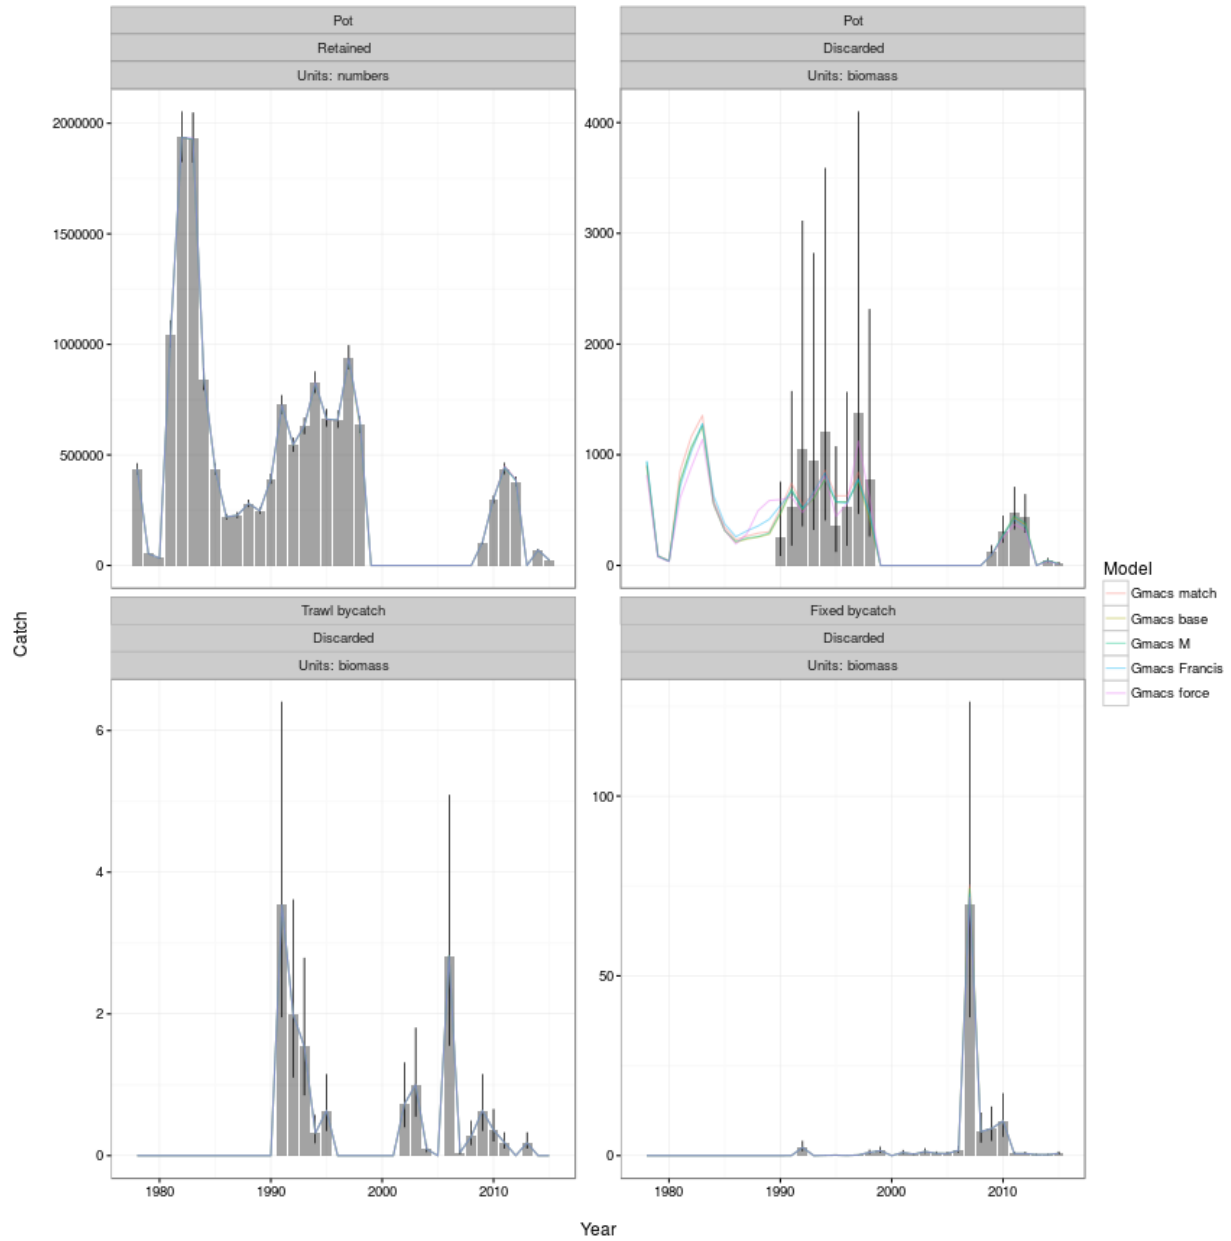 Pot
Retained
Units: numbers
2000000
1500000
1000000
500000
0
Pot
Discarded
Units: biomass
4000
3000
2000
1000
0
Trawl bycatch
Discarded
Units: biomass
6
4
2
0
1980 1990 2000 2010
Fixed bycatch
Discarded
Units: biomass
100
50
0
1980 1990 2000 2010
Catch
Year
Model
Gmacs match
Gmacs base
Gmacs M
Gmacs Francis
Gmacs force